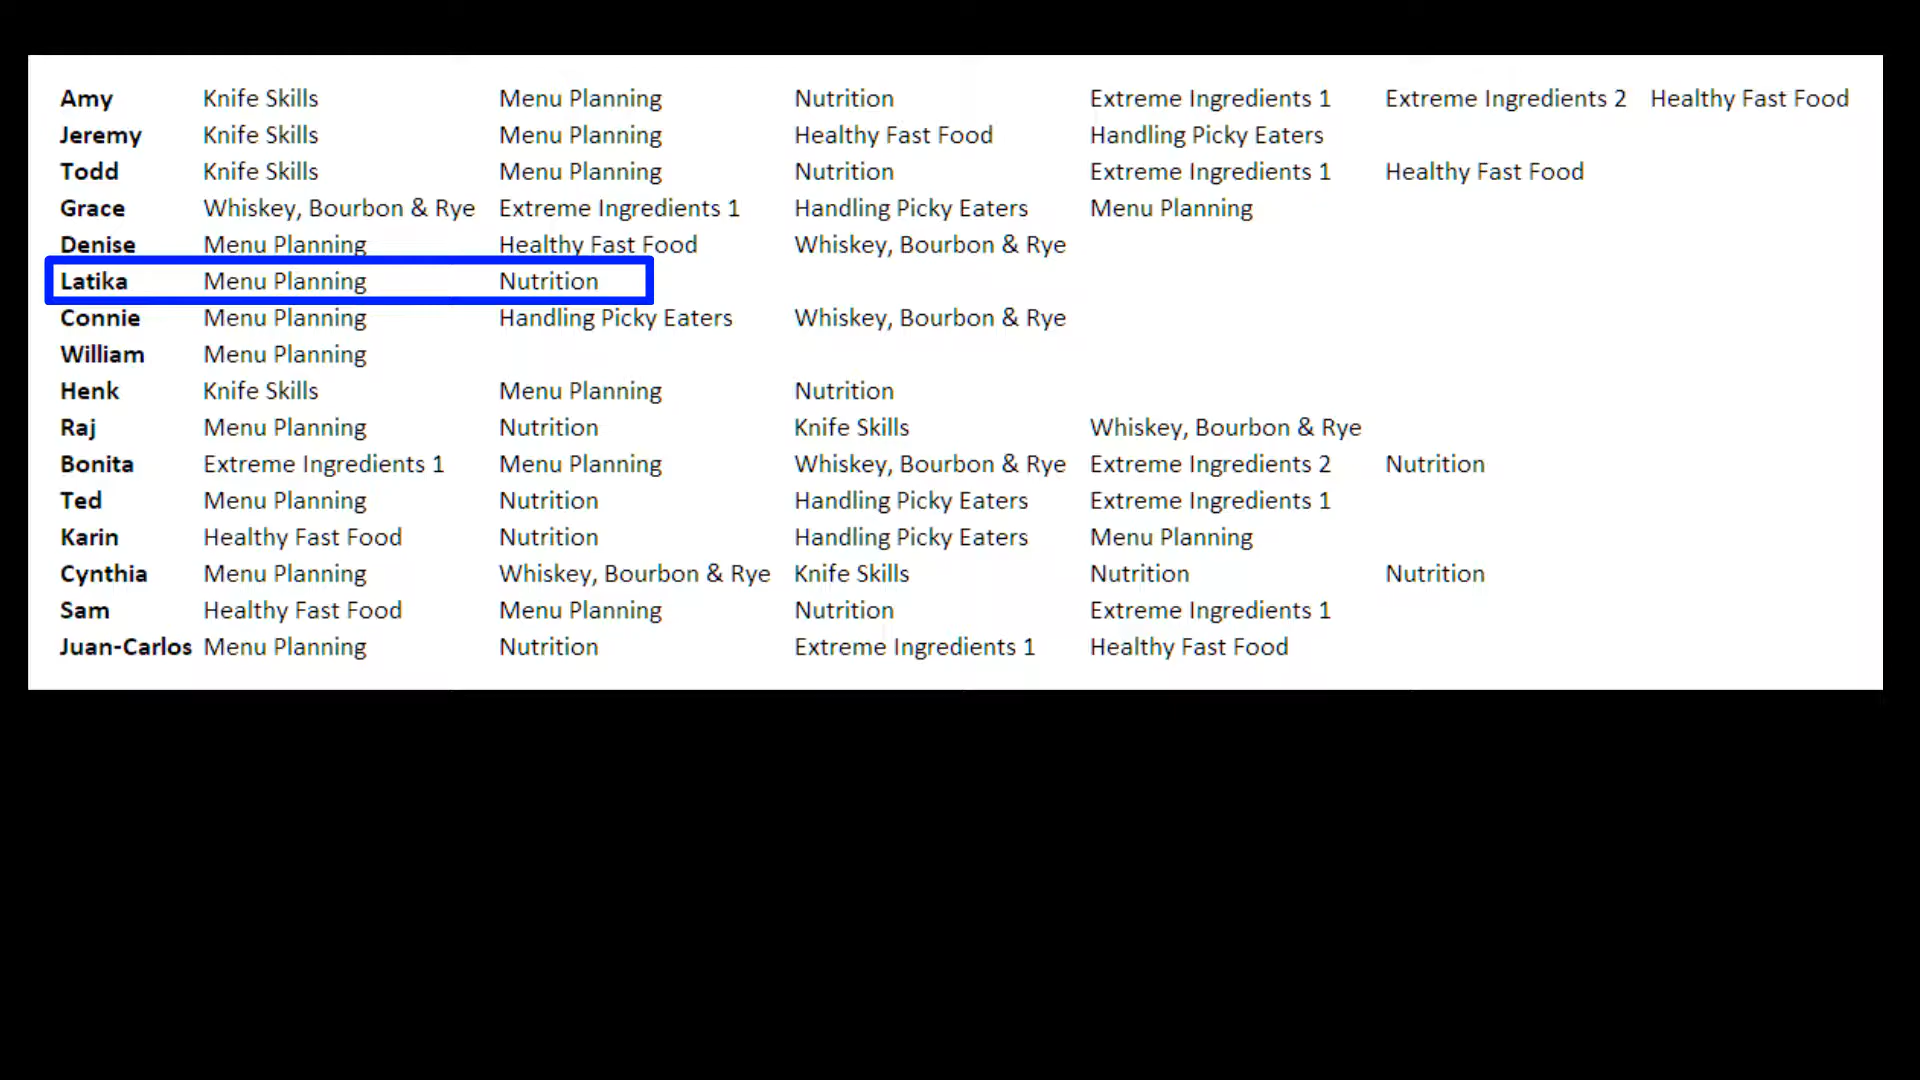 Amy Knife Skills Menu Planning Nutrition Extreme Ingredients 1 Extreme Ingredients 2 Healthy Fast Food
Jeremy Knife Skills Menu Planning Healthy Fast Food Handling Picky Eaters
Todd Knife Skills Menu Planning Nutrition Extreme Ingredients 1 Healthy Fast Food
Grace Whiskey, Bourbon & Rye Extreme Ingredients 1 Handling Picky Eaters Menu Planning
Denise Menu Planning Healthy Fast Food Whiskey, Bourbon & Rye
Latika Menu Planning Nutrition
Connie Menu Planning Handling Picky Eaters Whiskey, Bourbon & Rye
William Menu Planning
Henk Knife Skills Menu Planning Nutrition
Raj Menu Planning Nutrition Knife Skills Whiskey, Bourbon & Rye
Bonita Extreme Ingredients 1 Menu Planning Whiskey, Bourbon & Rye Extreme Ingredients 2 Nutrition
Ted Menu Planning Nutrition Handling Picky Eaters Extreme Ingredients 1
Karin Healthy Fast Food Nutrition Handling Picky Eaters Menu Planning
Cynthia Menu Planning Whiskey, Bourbon & Rye Knife Skills Nutrition Nutrition
Sam Healthy Fast Food Menu Planning Nutrition Extreme Ingredients 1
Juan-Carlos Menu Planning Nutrition Extreme Ingredients 1 Healthy Fast Food